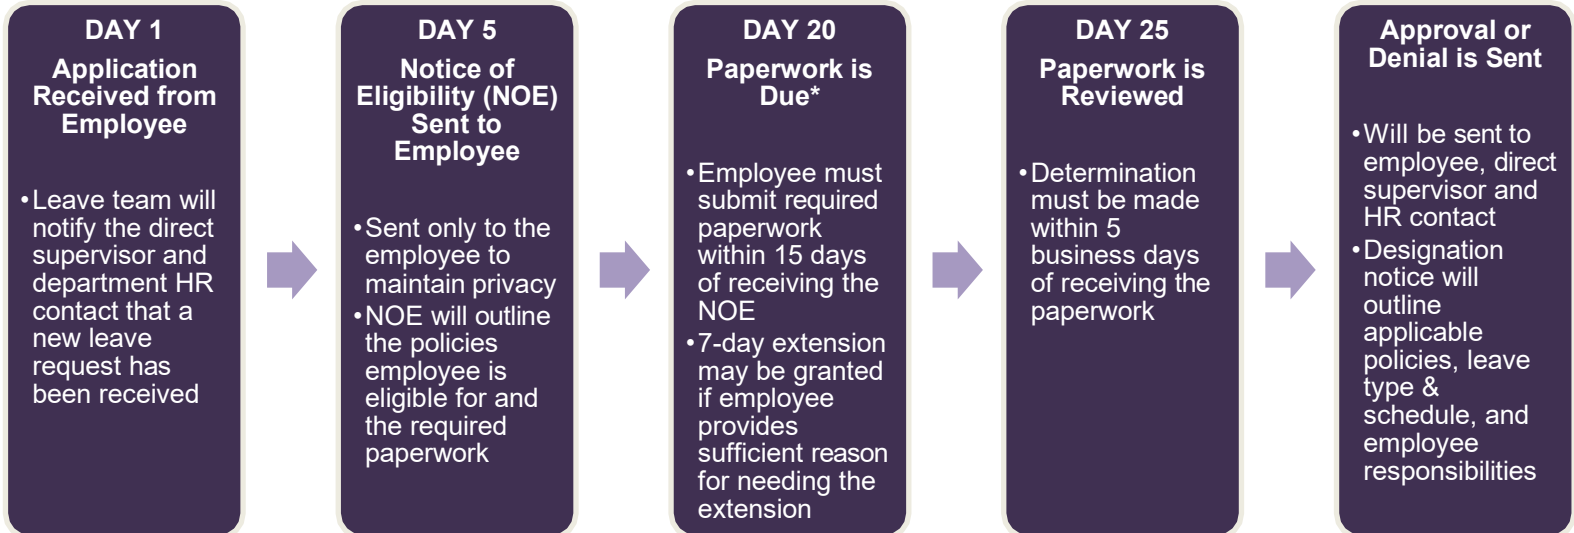 DAY 1
Application
Received from
Employee
•Leave team will
notify the direct
supervisor and
department HR
contact that a
new leave
request has
been received
DAY 5
Notice of
Eligibility (NOE)
Sent to
Employee
•Sent only to the
employee to
maintain privacy
•NOE will outline
the policies
employee is
eligible for and
the required
paperwork
DAY 20
Paperwork is
Due*
•Employee must
submit required
paperwork
within 15 days
of receiving the
NOE
•7-day extension
may be granted
if employee
provides
sufficient reason
for needing the
extension
DAY 25
Paperwork is
Reviewed
•Determination
must be made
within 5
business days
of receiving the
paperwork
Approval or
Denial is Sent
•Will be sent to
employee, direct
supervisor and
HR contact
•Designation
notice will
outline
applicable
policies, leave
type &
schedule, and
employee
responsibilities